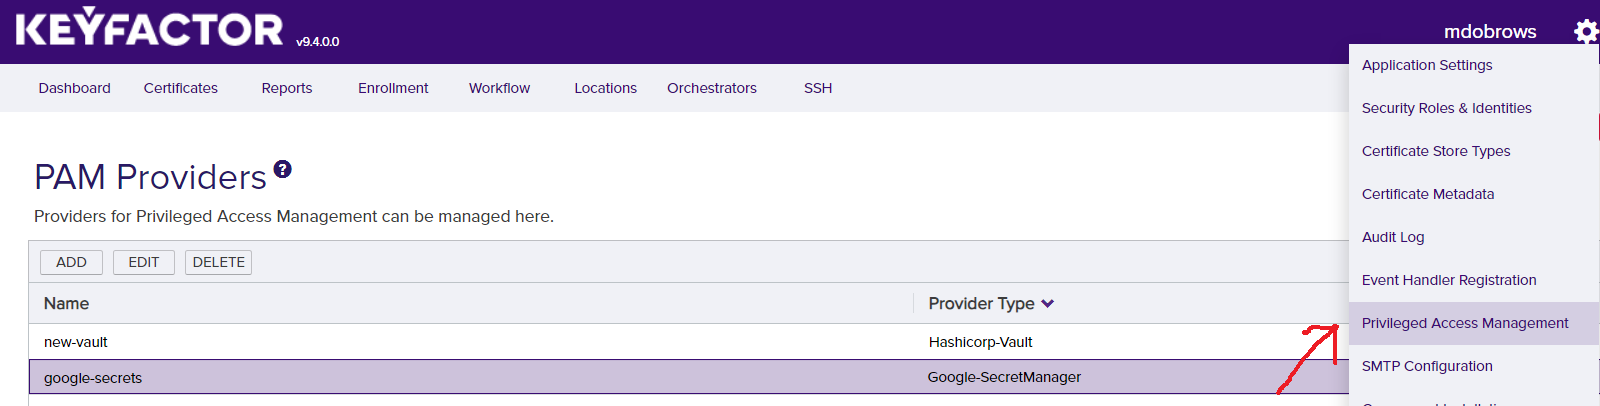 KEYFACTOR v9.4.0.0
mdobrows
Dashboard Certificates Reports Enrollment Workflow Locations Orchestrators SSH
PAM Providers ?
Providers for Privileged Access Management can be managed here.
ADD EDIT DELETE
Name Provider Type
new-vault Hashicorp-Vault
google-secrets Google-SecretManager
Application Settings
Security Roles & Identities
Certificate Store Types
Certificate Metadata
Audit Log
Event Handler Registration
Privileged Access Management
SMTP Configuration